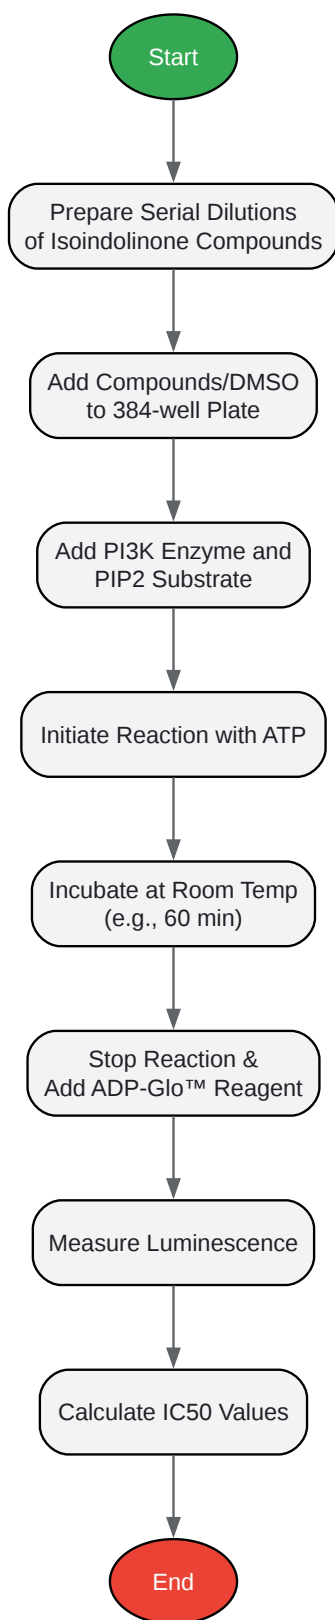 Start
Prepare Serial Dilutions
of Isoindolinone Compounds
Add Compounds/DMSO
to 384-well Plate
Add PI3K Enzyme and
PIP2 Substrate
Initiate Reaction with ATP
Incubate at Room Temp
(e.g., 60 min)
Stop Reaction &
Add ADP-Glo™ Reagent
Measure Luminescence
Calculate IC50 Values
End